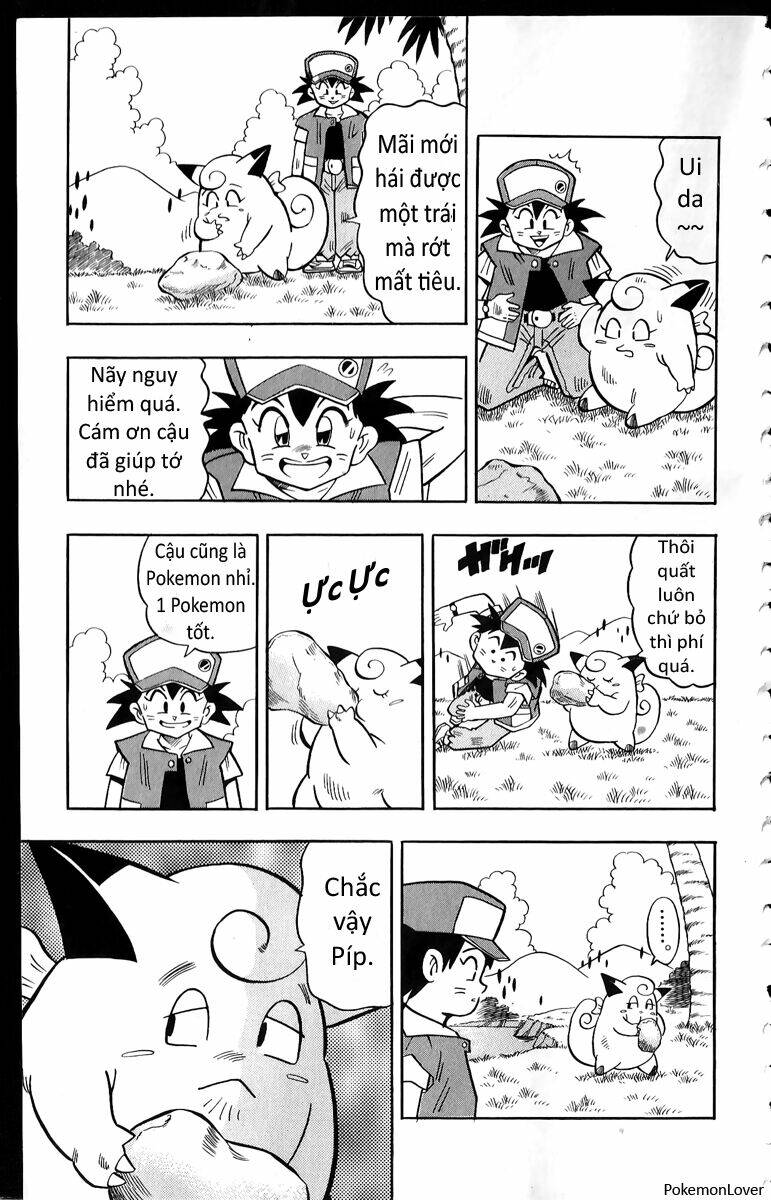 Ui
da
~~
Mãi mới
hái được
một trái
mà rớt
mất tiêu.
Nãy nguy
hiểm quá.
Cám ơn cậu
đã giúp tớ
nhé.
Thôi
quất
luôn
chứ bỏ
thì phí
quá.
Ực Ực
Cậu cũng là
Pokemon nhỉ.
1 Pokemon
tốt.
Chắc
vậy
Píp.
PokemonLover